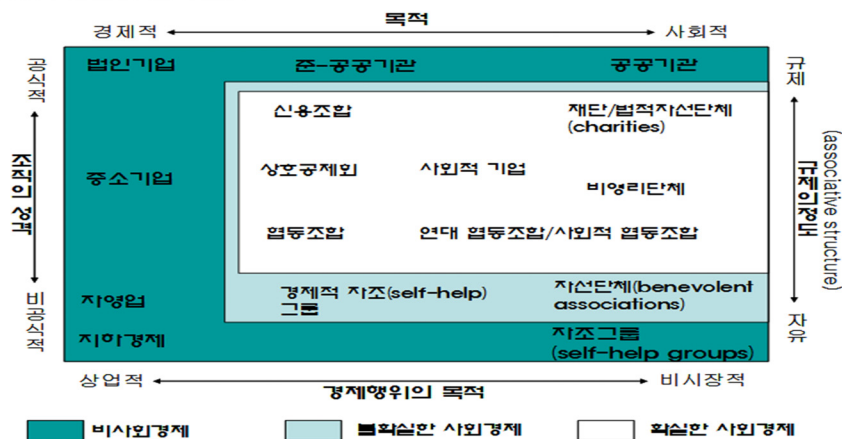 목적
경제적
사회적
법인기업
준-공공기관
공공기관
공식적
규제
신용조합
재단/법적자선단체
(charities)
조직의 성격
중소기업
상호공제회
사회적 기업
비영리단체
규제의정도
(associative structure)
협동조합
연대 협동조합/사회적 협동조합
비공식적
자영업
경제적 자조(self-help)
그룹
자선단체(benevolent
associations)
자유
지하경제
자조그룹
(self-help groups)
상업적
경제행위의 목적
비시장적
비사회경제
불확실한 사회경제
확실한 사회경제